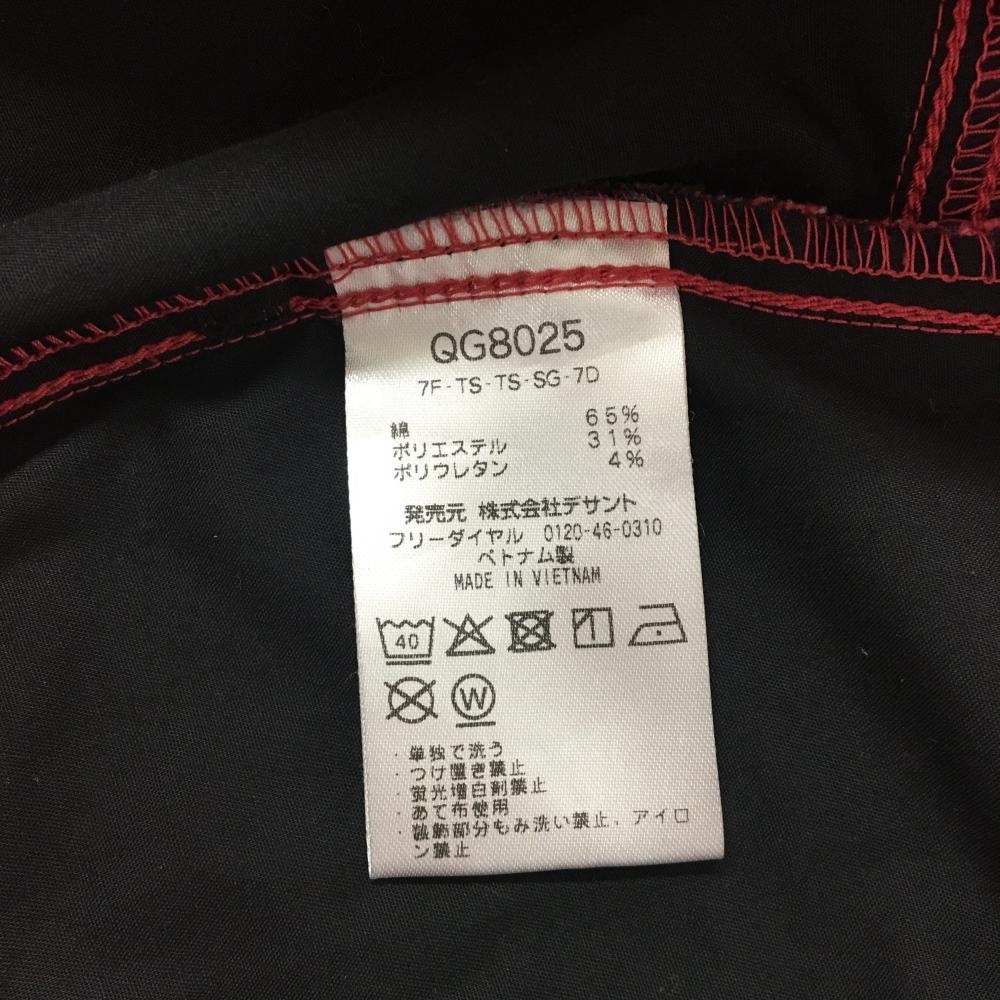 QG8025
7F-TS-TS-SG-7D
綿 65%
ポリエステル 31%
ポリウレタン 4%
発売元 株式会社デサント
フリーダイヤル 0120-46-0310
ベトナム製
MADE IN VIETNAM
40
W
・単独で洗う
・つけ置き禁止
・蛍光増白剤禁止
・あて布使用
・装飾部分もみ洗い禁止、アイロ
ン禁止